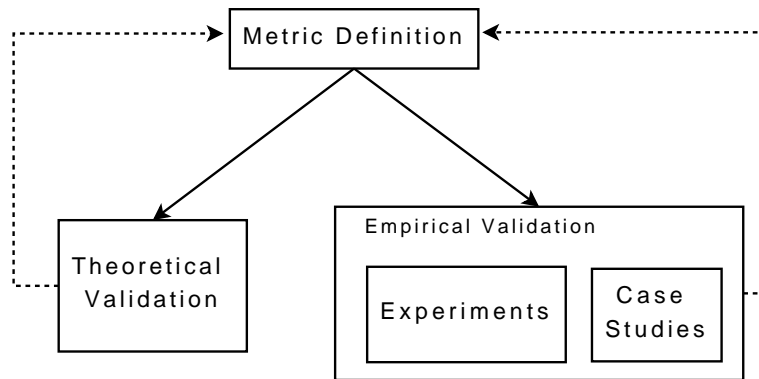 Metric Definition
Theoretical
Validation
Empirical Validation
Experiments
Case
Studies